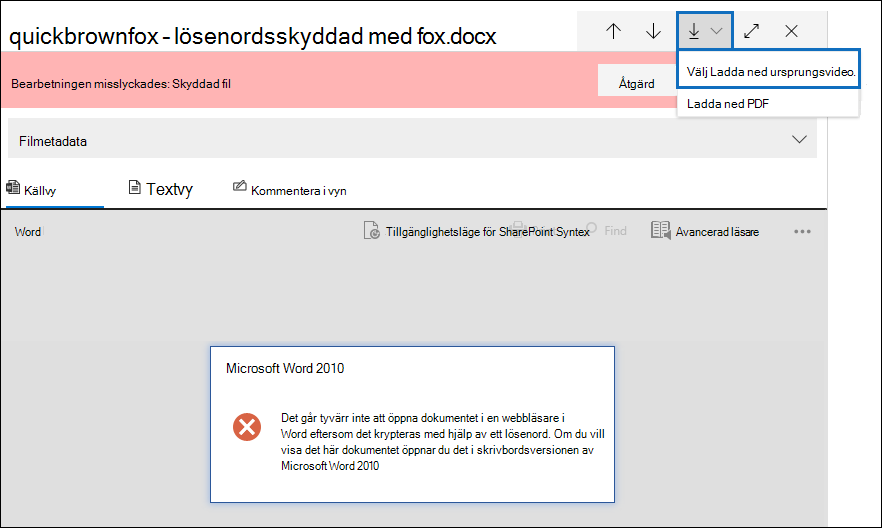 quickbrownfox - lösenordsskyddad med fox.docx
Bearbetningen misslyckades: Skyddad fil
Åtgärd
Välj Ladda ned ursprungsvideo.
Ladda ned PDF
Filmetadata
Källvy
Textvy
Kommentera i vyn
Word
Tillgänglighetsläge för SharePoint Syntex
Find
Avancerad läsare
Microsoft Word 2010
Det går tyvärr inte att öppna dokumentet i en webbläsare i
Word eftersom det krypteras med hjälp av ett lösenord. Om du vill
visa det här dokumentet öppnar du det i skrivbordsversionen av
Microsoft Word 2010